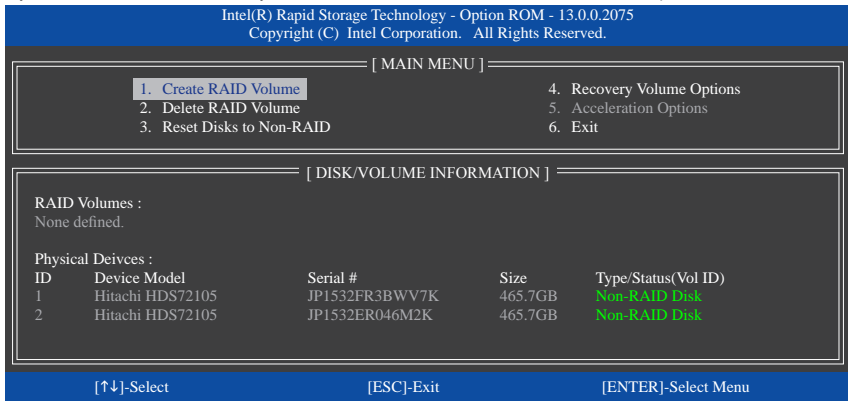 Intel(R) Rapid Storage Technology - Option ROM - 13.0.0.2075
Copyright (C) Intel Corporation. All Rights Reserved.
[ MAIN MENU ]
1. Create RAID Volume
2. Delete RAID Volume
3. Reset Disks to Non-RAID
4. Recovery Volume Options
5. Acceleration Options
6. Exit
[ DISK/VOLUME INFORMATION ]
RAID Volumes :
None defined.
Physical Deivces :
ID Device Model Serial # Size Type/Status(Vol ID)
1 Hitachi HDS72105 JP1532FR3BWV7K 465.7GB Non-RAID Disk
2 Hitachi HDS72105 JP1532ER046M2K 465.7GB Non-RAID Disk
[↑↓]-Select [ESC]-Exit [ENTER]-Select Menu